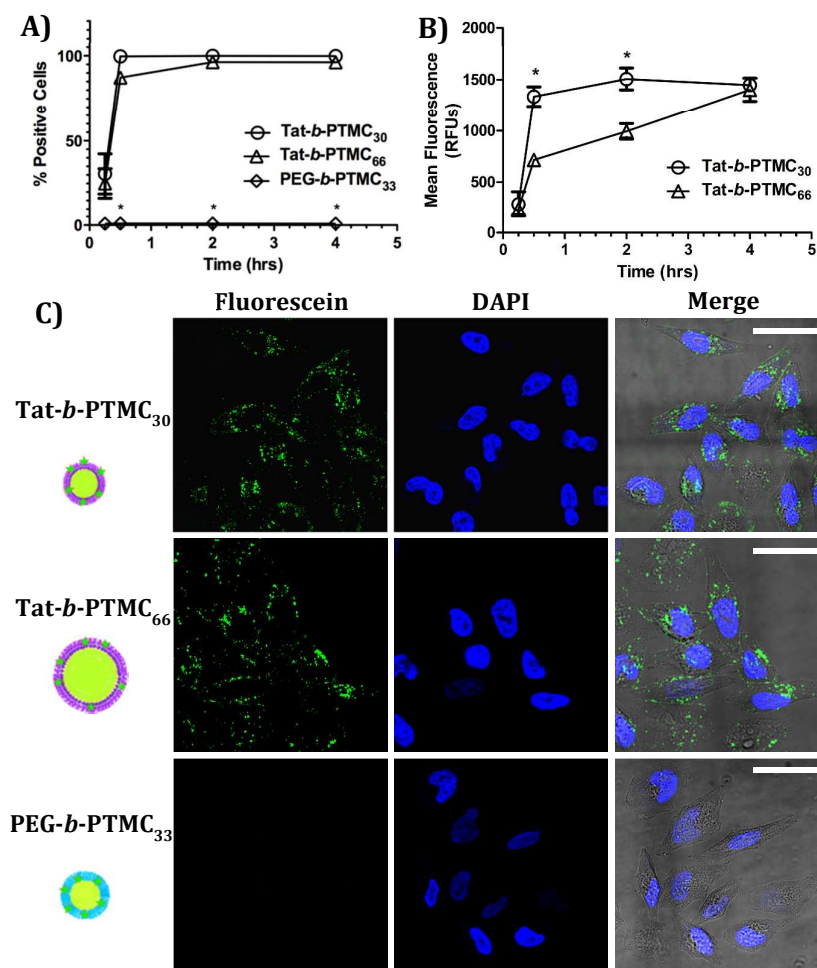 A)
100
50
0
% Positive Cells
0 1 2 3 4 5
Time (hrs)
Tat-b-PTMC30
Tat-b-PTMC66
PEG-b-PTMC33
* * * *
B)
2000
1500
1000
500
0
Mean Fluorescence
(RFUs)
0 1 2 3 4 5
Time (hrs)
Tat-b-PTMC30
Tat-b-PTMC66
* *
C)
Fluorescein DAPI Merge
Tat-b-PTMC30
Tat-b-PTMC66
PEG-b-PTMC33